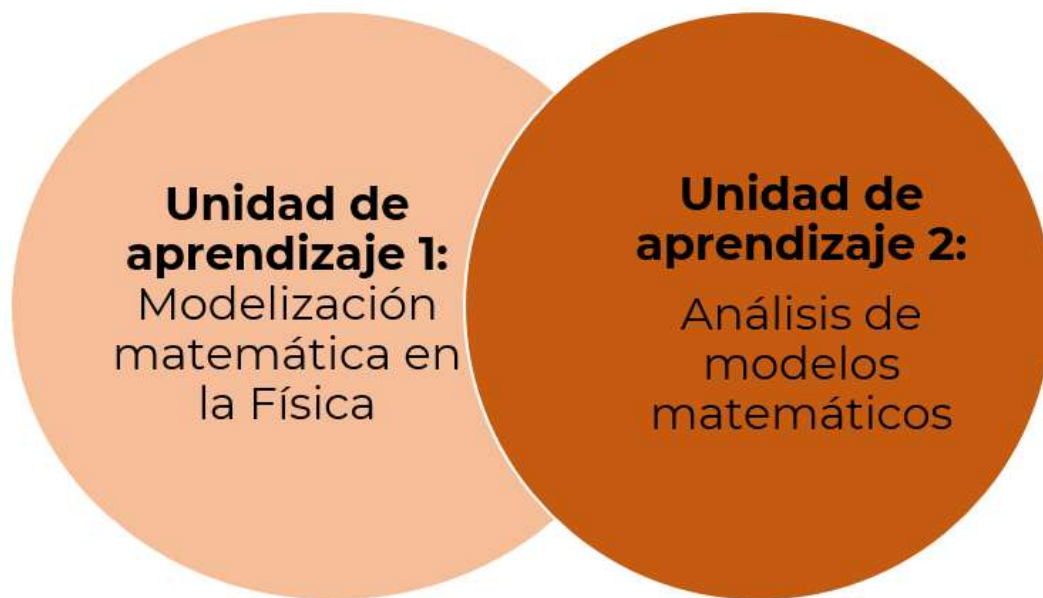 Unidad de
aprendizaje 1:
Modelización
matemática en
la Física
Unidad de
aprendizaje 2:
Análisis de
modelos
matemáticos